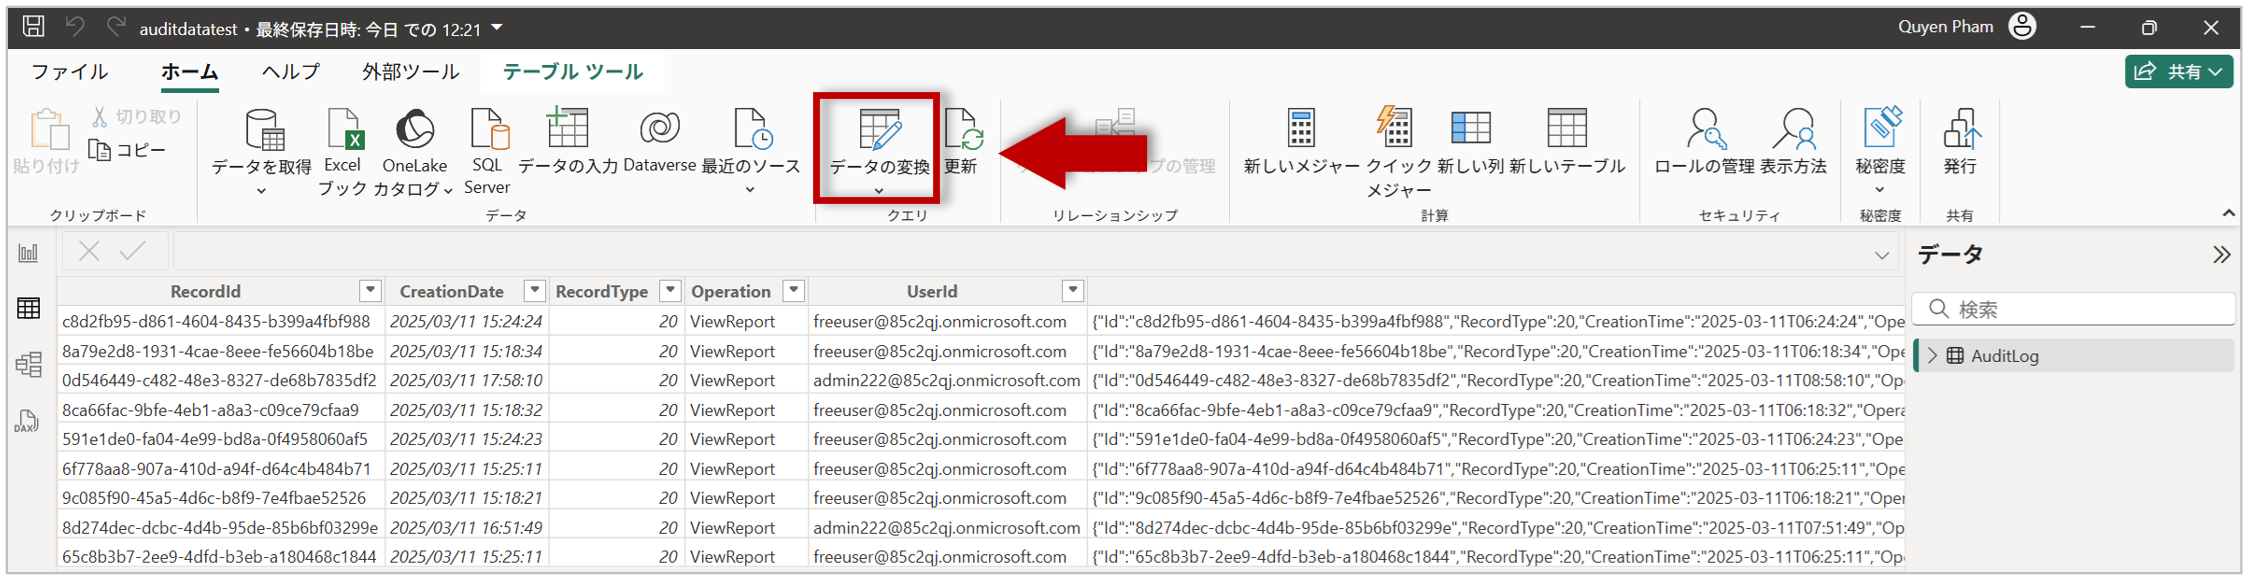 auditdatatest • 最終保存日時: 今日 での 12:21
Quyen Pham
ファイル ホーム ヘルプ 外部ツール テーブル ツール 共有
貼り付け 切り取り コピー
クリップボード
データを取得 Excel ブック OneLake カタログ SQL Server データの入力 Dataverse 最近のソース
データ
データの変換 更新
クエリ
プの管理
リレーションシップ
新しいメジャー クイック メジャー 新しい列 新しいテーブル
計算
ロールの管理 表示方法
セキュリティ
秘密度
秘密度
発行
共有
データ
検索
AuditLog
DAX
RecordId CreationDate RecordType Operation UserId
c8d2fb95-d861-4604-8435-b399a4fbf988 2025/03/11 15:24:24 20 ViewReport freeuser@85c2qj.onmicrosoft.com {"Id":"c8d2fb95-d861-4604-8435-b399a4fbf988","RecordType":20,"CreationTime":"2025-03-11T06:24:24","Ope
8a79e2d8-1931-4cae-8eee-fe56604b18be 2025/03/11 15:18:34 20 ViewReport freeuser@85c2qj.onmicrosoft.com {"Id":"8a79e2d8-1931-4cae-8eee-fe56604b18be","RecordType":20,"CreationTime":"2025-03-11T06:18:34","Op
0d546449-c482-48e3-8327-de68b7835df2 2025/03/11 17:58:10 20 ViewReport admin222@85c2qj.onmicrosoft.com {"Id":"0d546449-c482-48e3-8327-de68b7835df2","RecordType":20,"CreationTime":"2025-03-11T08:58:10","Ope
8ca66fac-9bfe-4eb1-a8a3-c09ce79cfaa9 2025/03/11 15:18:32 20 ViewReport freeuser@85c2qj.onmicrosoft.com {"Id":"8ca66fac-9bfe-4eb1-a8a3-c09ce79cfaa9","RecordType":20,"CreationTime":"2025-03-11T06:18:32","Opera
591e1de0-fa04-4e99-bd8a-0f4958060af5 2025/03/11 15:24:23 20 ViewReport freeuser@85c2qj.onmicrosoft.com {"Id":"591e1de0-fa04-4e99-bd8a-0f4958060af5","RecordType":20,"CreationTime":"2025-03-11T06:24:23","Ope
6f778aa8-907a-410d-a94f-d64c4b484b71 2025/03/11 15:25:11 20 ViewReport freeuser@85c2qj.onmicrosoft.com {"Id":"6f778aa8-907a-410d-a94f-d64c4b484b71","RecordType":20,"CreationTime":"2025-03-11T06:25:11","Ope
9c085f90-45a5-4d6c-b8f9-7e4fbae52526 2025/03/11 15:18:21 20 ViewReport freeuser@85c2qj.onmicrosoft.com {"Id":"9c085f90-45a5-4d6c-b8f9-7e4fbae52526","RecordType":20,"CreationTime":"2025-03-11T06:18:21","Oper
8d274dec-dcbc-4d4b-95de-85b6bf03299e 2025/03/11 16:51:49 20 ViewReport admin222@85c2qj.onmicrosoft.com {"Id":"8d274dec-dcbc-4d4b-95de-85b6bf03299e","RecordType":20,"CreationTime":"2025-03-11T07:51:49","Op
65c8b3b7-2ee9-4dfd-b3eb-a180468c1844 2025/03/11 15:25:11 20 ViewReport freeuser@85c2qj.onmicrosoft.com {"Id":"65c8b3b7-2ee9-4dfd-b3eb-a180468c1844","RecordType":20,"CreationTime":"2025-03-11T06:25:11","Ope